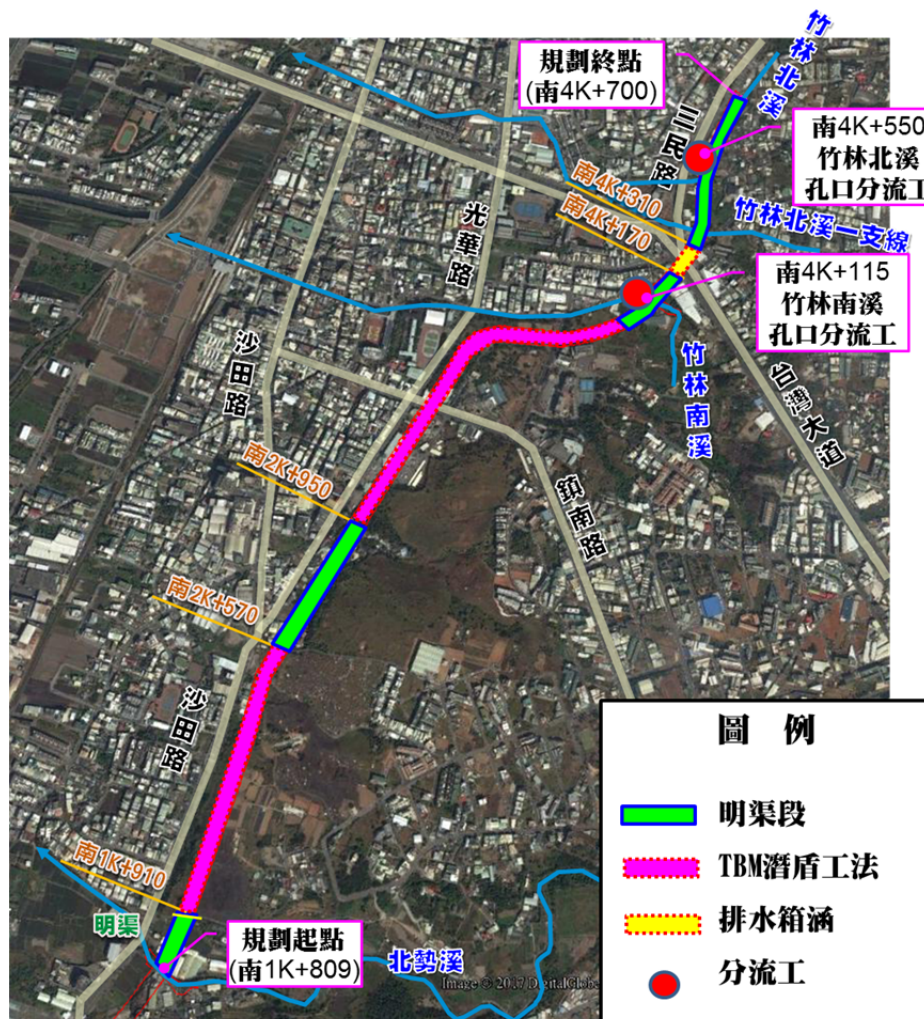 竹林北溪
規劃終點
(南4K+700)
三民路
南4K+550
竹林北溪
孔口分流工
南4K+310
南4K+170
光華路
竹林北溪一支線
南4K+115
竹林南溪
孔口分流工
沙田路
竹林南溪
台灣大道
南2K+950
鎮南路
南2K+570
沙田路
圖 例
明渠段
TBM潛盾工法
排水箱涵
分流工
南1K+910
明渠
規劃起點
(南1K+809)
北勢溪
Image © 2017 DigitalGlobe